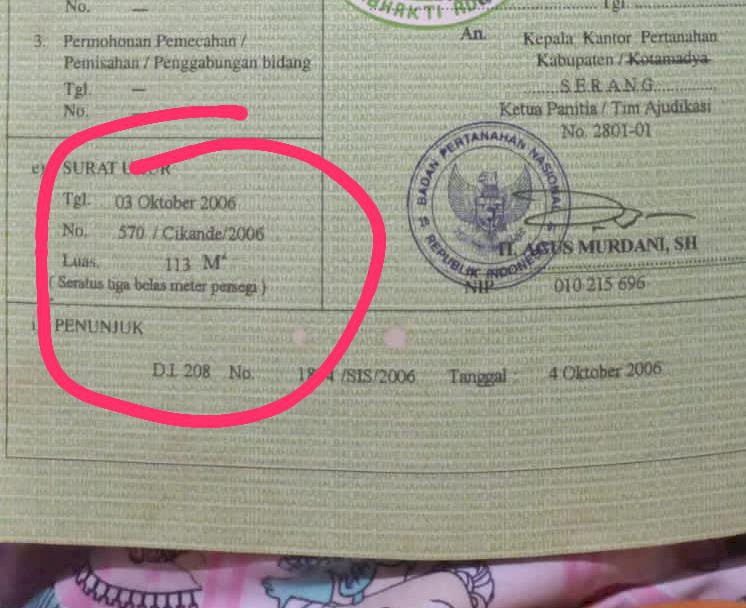 No. —
BHAKTI
Tgl
3. Permohonan Pemecahan /
Pemisahan / Penggabungan bidang
Tgl. —
No. —
An. Kepala Kantor Pertanahan
Kabupaten / Kotamadya
SERANG
Ketua Panitia / Tim Ajudikasi
No. 2801-01
BADAN PERTANAHAN NASIONAL
REPUBLIK INDONESIA
AGUS MURDANI, SH
NIP 010 215 696
e) SURAT UKUR
Tgl. 03 Oktober 2006
No. 570 / Cikande/2006
Luas. 113 M²
( Seratus tiga belas meter persegi )
PENUNJUK
D.I. 208 No. /SIS/2006 Tanggal : 4 Oktober 2006